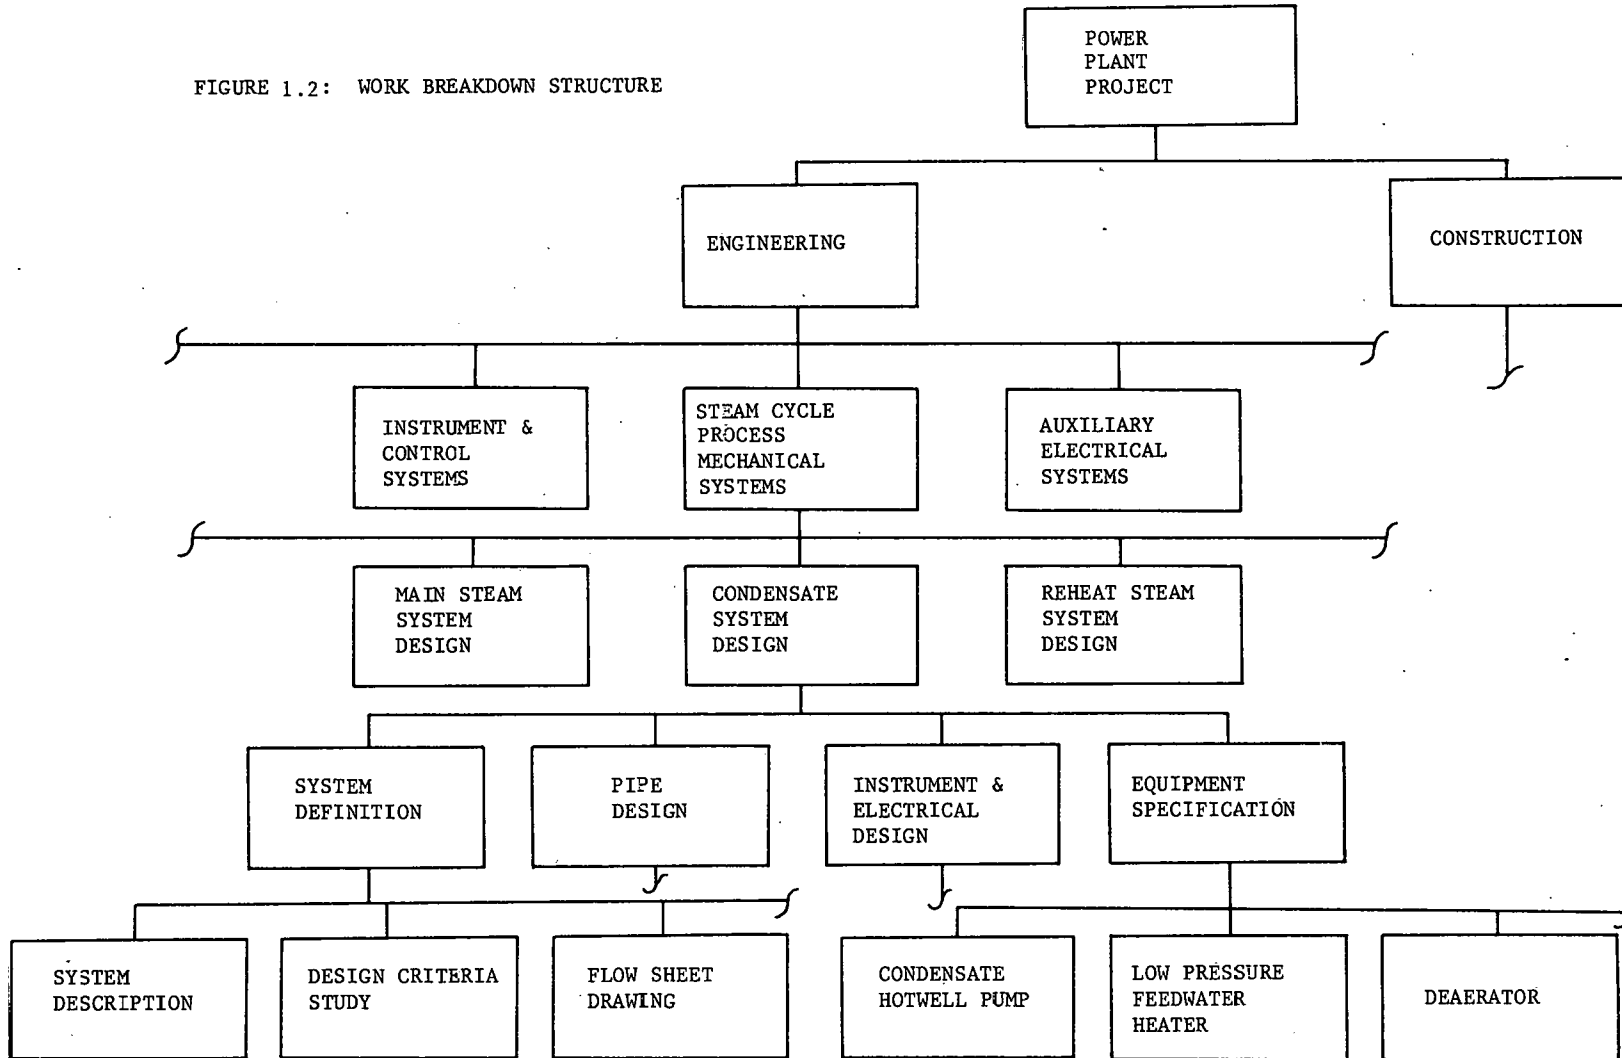 POWER
PLANT
PROJECT
FIGURE 1.2: WORK BREAKDOWN STRUCTURE
ENGINEERING
CONSTRUCTION
INSTRUMENT &
CONTROL
SYSTEMS
STEAM CYCLE
PROCESS
MECHANICAL
SYSTEMS
AUXILIARY
ELECTRICAL
SYSTEMS
MAIN STEAM
SYSTEM
DESIGN
CONDENSATE
SYSTEM
DESIGN
REHEAT STEAM
SYSTEM
DESIGN
SYSTEM
DEFINITION
PIPE
DESIGN
INSTRUMENT &
ELECTRICAL
DESIGN
EQUIPMENT
SPECIFICATION
SYSTEM
DESCRIPTION
DESIGN CRITERIA
STUDY
FLOW SHEET
DRAWING
CONDENSATE
HOTWELL PUMP
LOW PRESSURE
FEEDWATER
HEATER
DEAERATOR